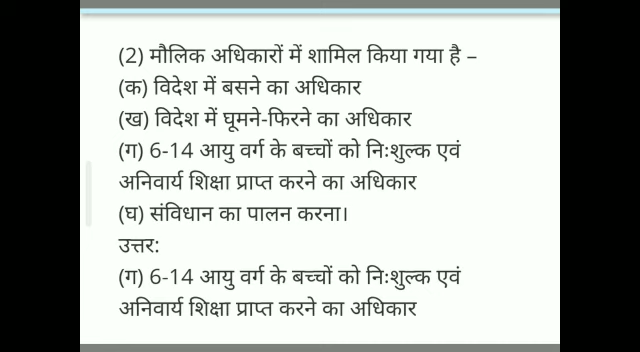 (2) मौलिक अधिकारों में शामिल किया गया है –
(क) विदेश में बसने का अधिकार
(ख) विदेश में घूमने-फिरने का अधिकार
(ग) 6-14 आयु वर्ग के बच्चों को निःशुल्क एवं
अनिवार्य शिक्षा प्राप्त करने का अधिकार
(घ) संविधान का पालन करना।
उत्तर:
(ग) 6-14 आयु वर्ग के बच्चों को निःशुल्क एवं
अनिवार्य शिक्षा प्राप्त करने का अधिकार